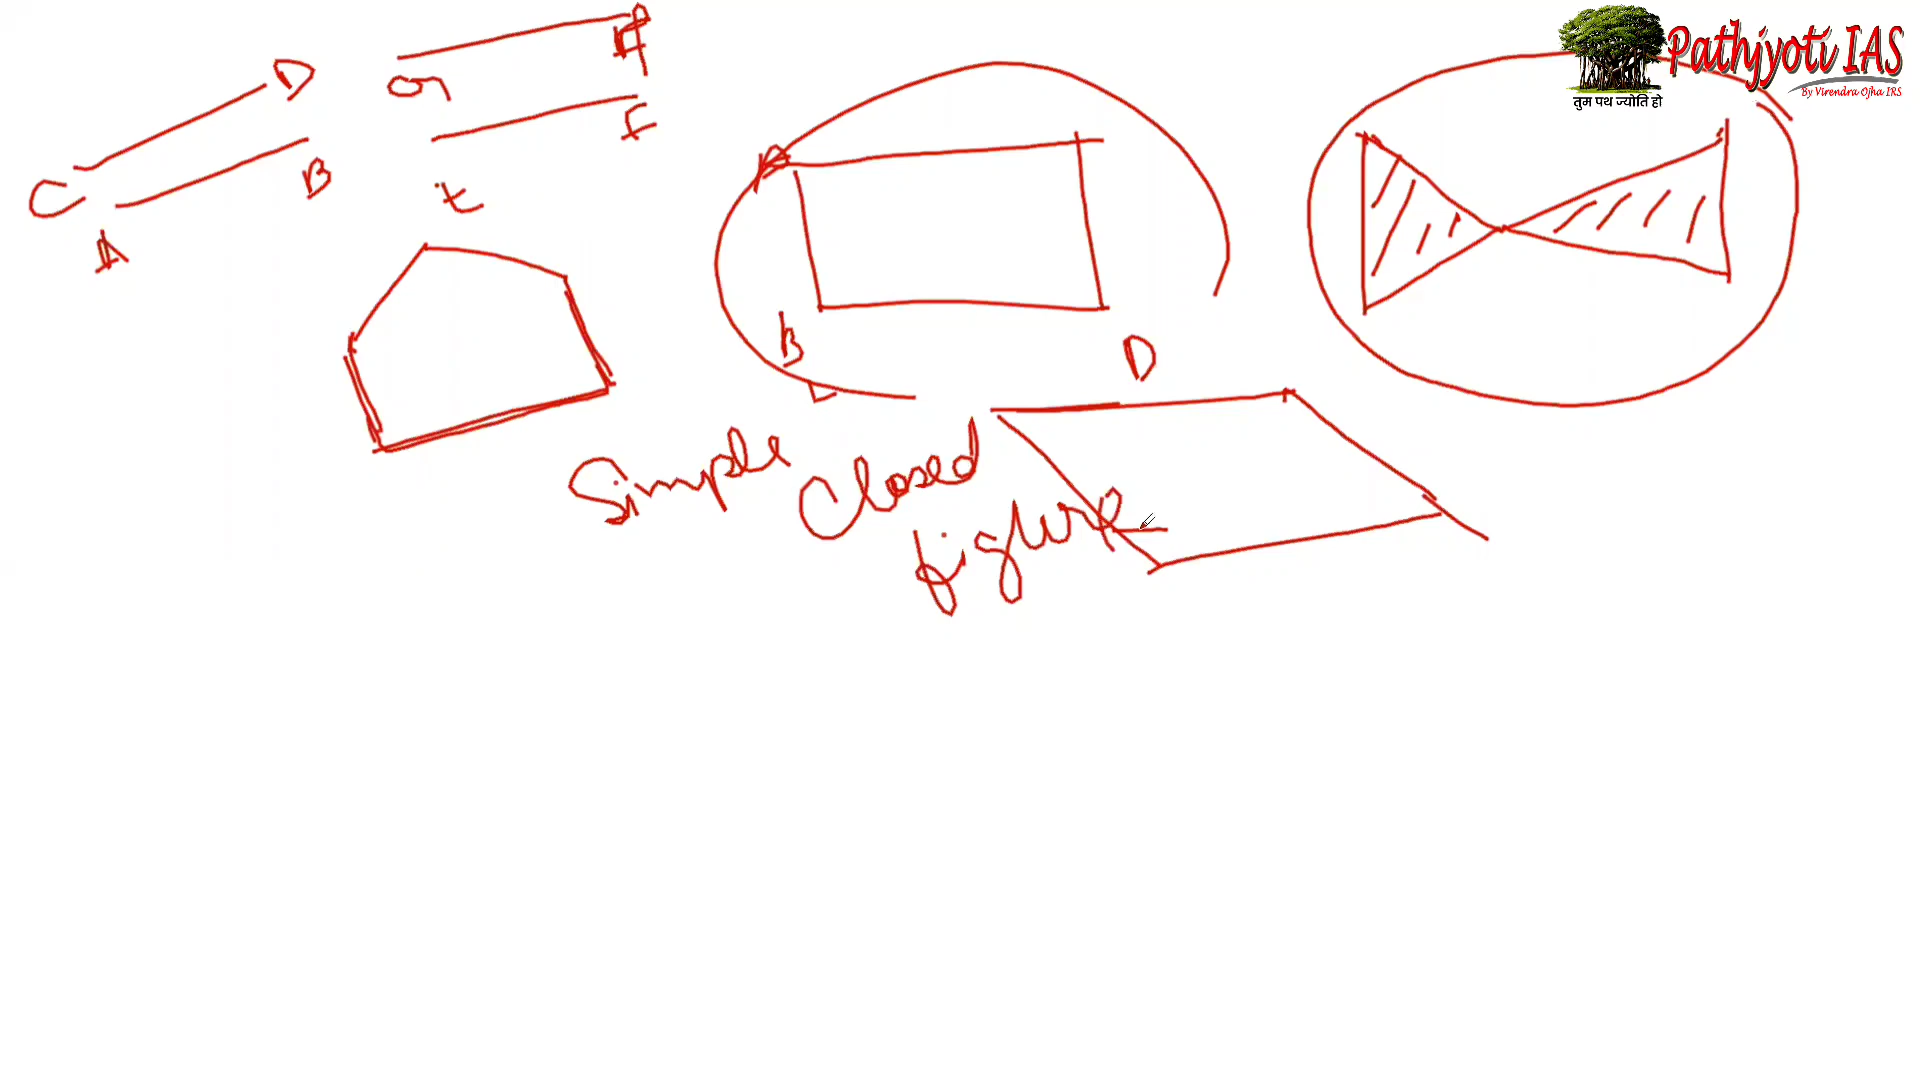 Pathjyoti IAS
By Virendra Ojha IRS
तुम पथ ज्योति हो
D
C
B
A
F
B
D
Simple Closed
figure